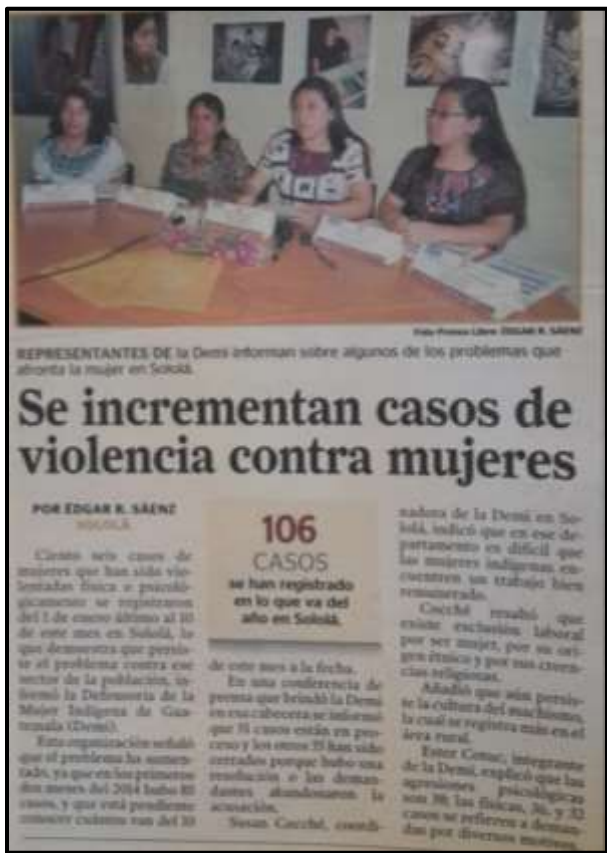 Foto Prensa Libre: ÉDGAR R. SÁENZ
REPRESENTANTES DE la Demi informan sobre algunos de los problemas que
afronta la mujer en Sololá.
Se incrementan casos de
violencia contra mujeres
POR ÉDGAR R. SÁENZ
SOLOLÁ
Ciento seis casos de
mujeres que han sido vio-
lentadas física o psicoló-
gicamente se registraron
del 1 de enero último al 10
de este mes en Sololá, lo
que demuestra que persis-
te el problema contra ese
sector de la población, in-
formó la Defensoría de la
Mujer Indígena de Gua-
temala (Demi).
Esta organización señaló
que el problema ha aumen-
tado, ya que en los primeros
dos meses del 2014 hubo
casos, y que está pendiente
conocer cuántos van del 10
106
CASOS
se han registrado
en lo que va del
año en Sololá.
de este mes a la fecha.
En una conferencia de
prensa que brindó la Demi
en esa cabecera se informó
que casos están en pro-
ceso y los otros han sido
cerrados porque hubo una
resolución o las deman-
dantes abandonaron la
acusación.
Susan Cocché, coordi-
nadora de la Demi en So-
lolá, indicó que en ese de-
partamento es difícil que
las mujeres indígenas en-
cuentren un trabajo bien
remunerado.
Cocché resaltó que
existe exclusión laboral
por ser mujer, por su ori-
gen étnico y por sus creen-
cias religiosas.
Añadió que aún persis-
te la cultura del machismo,
la cual se registra más en el
área rural.
Ester integrante
de la Demi, explicó que las
agresiones psicológicas
son 38; las físicas, 36, y 32
casos se refieren a deman-
das por diversos motivos.